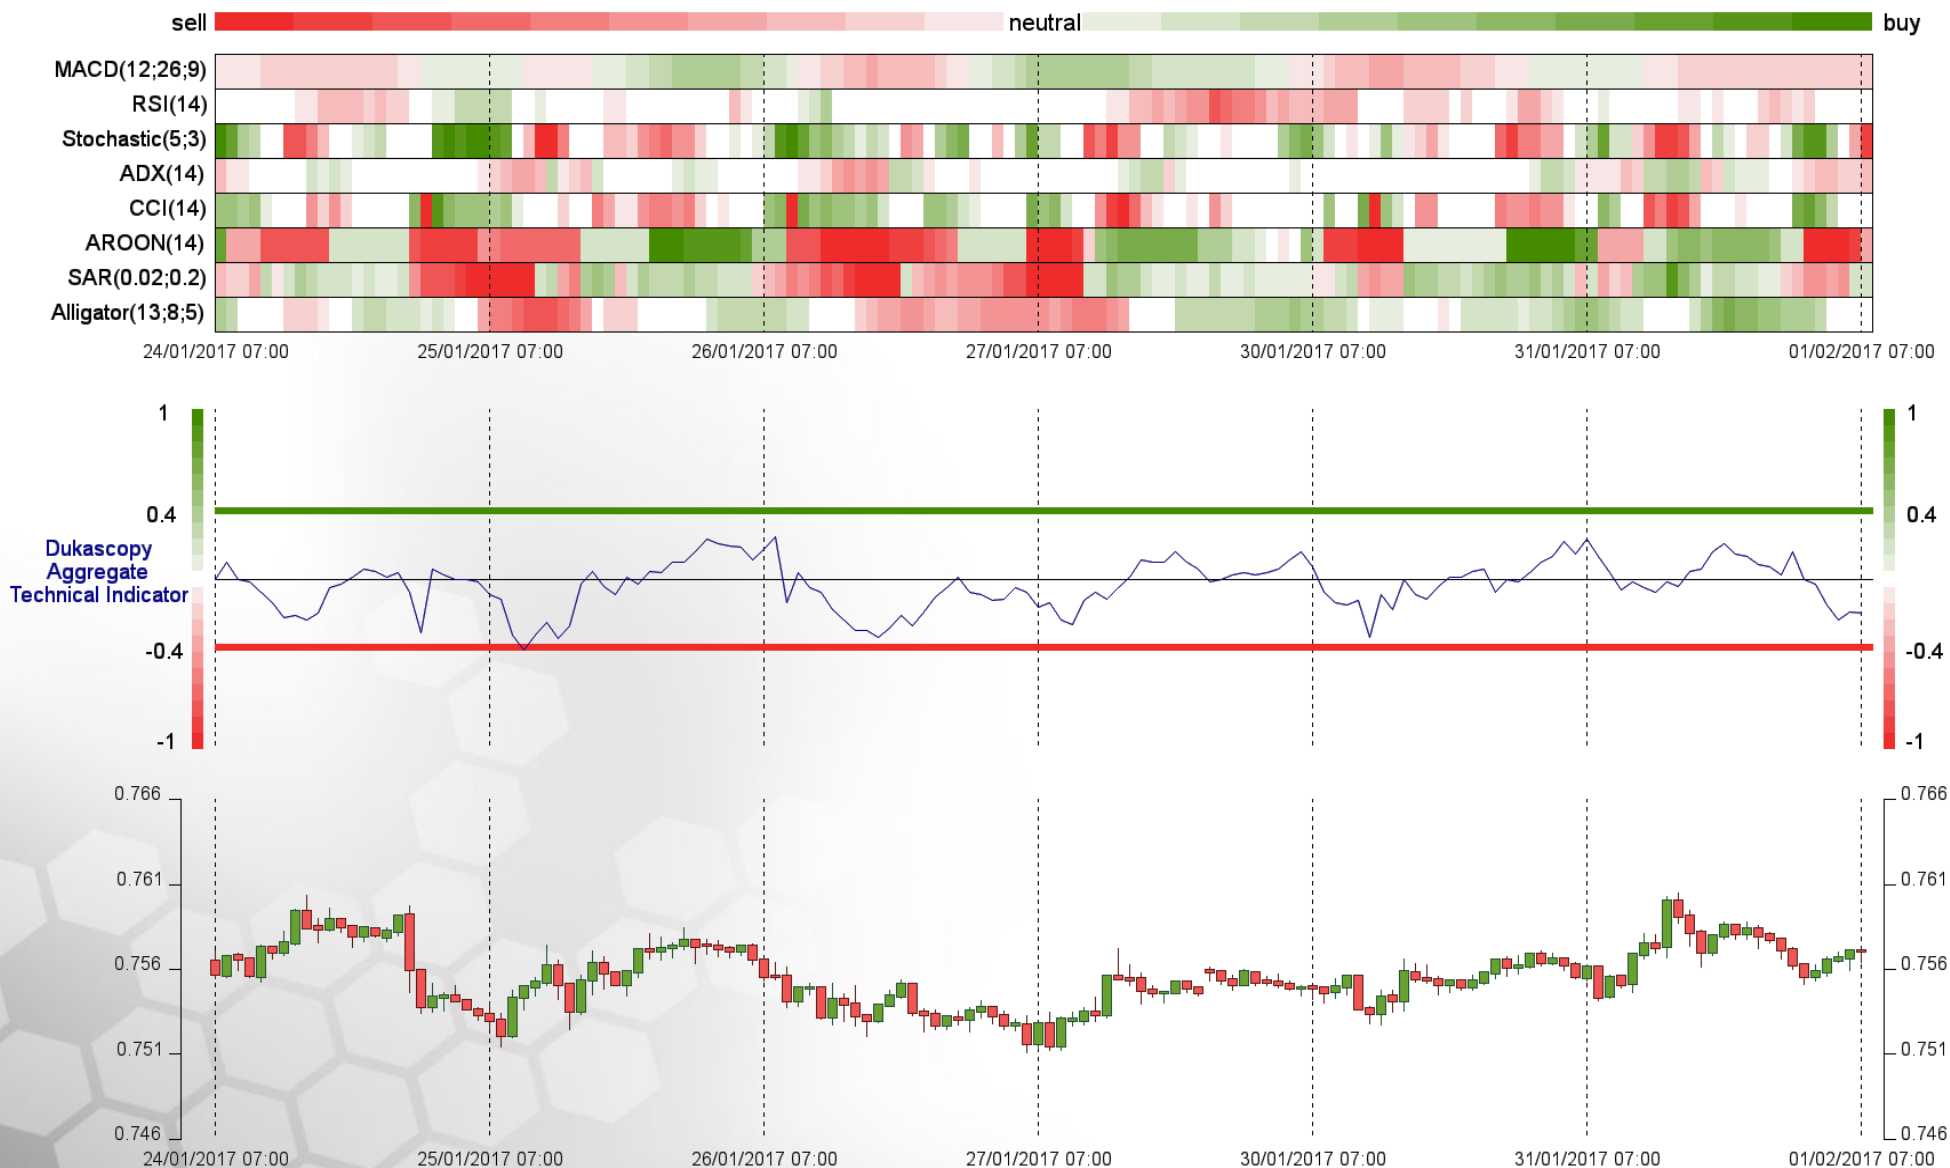 sell neutral buy
MACD(12;26;9)
RSI(14)
Stochastic(5;3)
ADX(14)
CCI(14)
AROON(14)
SAR(0.02;0.2)
Alligator(13;8;5)
24/01/2017 07:00 25/01/2017 07:00 26/01/2017 07:00 27/01/2017 07:00 30/01/2017 07:00 31/01/2017 07:00 01/02/2017 07:00
1 1
0.4 0.4
Dukascopy
Aggregate
Technical Indicator
-0.4 -0.4
-1 -1
0.766 0.766
0.761 0.761
0.756 0.756
0.751 0.751
0.746 0.746
24/01/2017 07:00 25/01/2017 07:00 26/01/2017 07:00 27/01/2017 07:00 30/01/2017 07:00 31/01/2017 07:00 01/02/2017 07:00